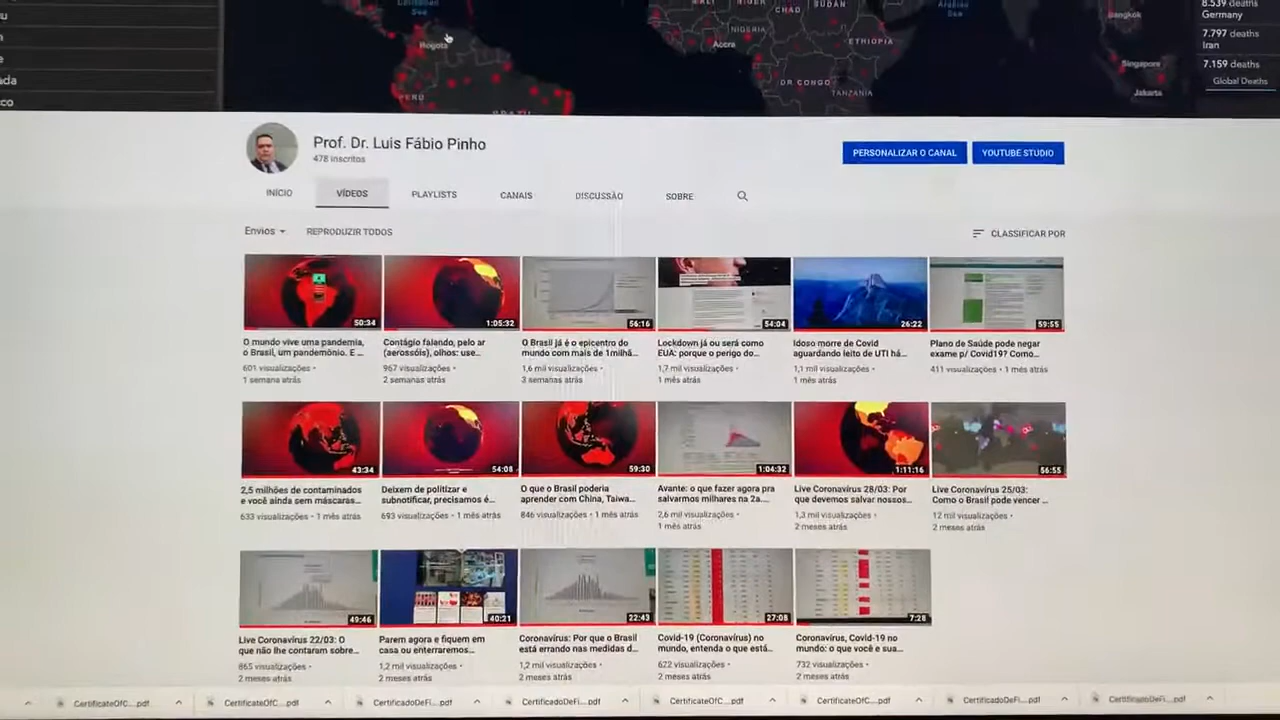 Caribbean
Sea
Bogota
PERU
BRAZIL
MALI
NIGER
CHAD
SUDAN
NIGERIA
Accra
ETHIOPIA
DR CONGO
TANZANIA
Arabian
Sea
Bangkok
Singapore
Jakarta
8.539 deaths
Germany
7.797 deaths
Iran
7.159 deaths
Global Deaths
Prof. Dr. Luis Fábio Pinho
478 inscritos
PERSONALIZAR O CANAL
YOUTUBE STUDIO
INÍCIO VÍDEOS PLAYLISTS CANAIS DISCUSSÃO SOBRE
Envios REPRODUZIR TODOS
CLASSIFICAR POR
50:34
O mundo vive uma pandemia,
o Brasil, um pandemônio. E ...
601 visualizações •
1 semana atrás
1:05:32
Contágio falando, pelo ar
(aerossóis), olhos: use...
967 visualizações •
2 semanas atrás
56:16
O Brasil já é o epicentro do
mundo com mais de 1milhã...
1,6 mil visualizações •
3 semanas atrás
54:04
Lockdown já ou será como
EUA: porque o perigo do...
1,7 mil visualizações •
1 mês atrás
26:22
Idoso morre de Covid
aguardando leito de UTI há...
1,1 mil visualizações •
1 mês atrás
59:55
Plano de Saúde pode negar
exame p/ Covid19? Como...
411 visualizações • 1 mês atrás
43:34
2,5 milhões de contaminados
e você ainda sem máscaras...
633 visualizações • 1 mês atrás
54:08
Deixem de politizar e
subnotificar, precisamos é...
693 visualizações • 1 mês atrás
59:30
O que o Brasil poderia
aprender com China, Taiwa...
846 visualizações • 1 mês atrás
1:04:32
Avante: o que fazer agora pra
salvarmos milhares na 2a....
2,6 mil visualizações •
1 mês atrás
1:11:16
Live Coronavírus 28/03: Por
que devemos salvar nossos...
1,3 mil visualizações •
2 meses atrás
56:55
Live Coronavírus 25/03:
Como o Brasil pode vencer ...
12 mil visualizações •
2 meses atrás
49:46
Live Coronavírus 22/03: O
que não lhe contaram sobre...
865 visualizações •
2 meses atrás
40:21
Parem agora e fiquem em
casa ou enterraremos...
1,2 mil visualizações •
2 meses atrás
22:43
Coronavírus: Por que o Brasil
está errando nas medidas d...
1,2 mil visualizações •
2 meses atrás
27:08
Covid-19 (Coronavírus) no
mundo, entenda o que está...
622 visualizações •
2 meses atrás
7:28
Coronavírus, Covid-19 no
mundo: o que você e sua...
732 visualizações •
2 meses atrás
CertificateOfC....pdf
CertificateOfC....pdf
CertificadoDeFi....pdf
CertificadoDeFi....pdf
CertificateOfC....pdf
CertificateOfC....pdf
CertificadoDeFi....pdf
CertificadoDeFi....pdf